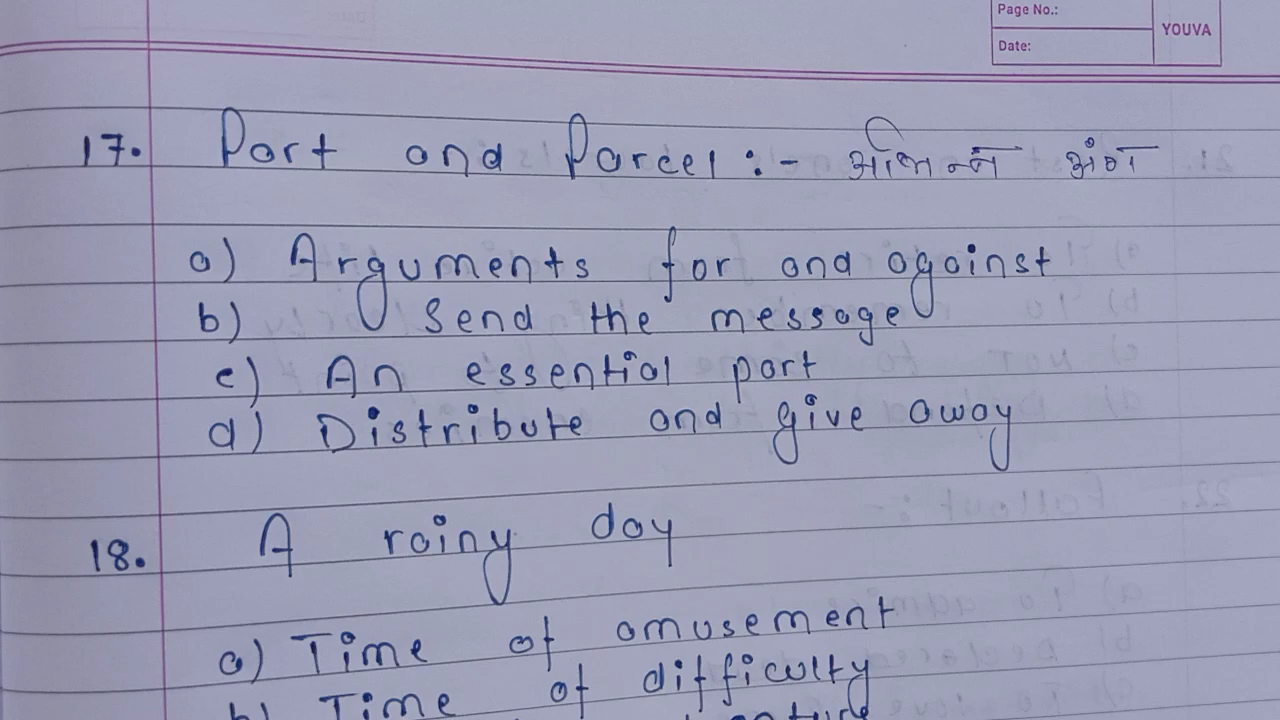 Page No.:
Date:
YOUVA
17. Part and Parcel :- अभिन्न अंग
a) Arguments for and against
b) Send the message
c) An essential part
d) Distribute and give away
18. A rainy day
a) Time of amusement
b) Time of difficulty